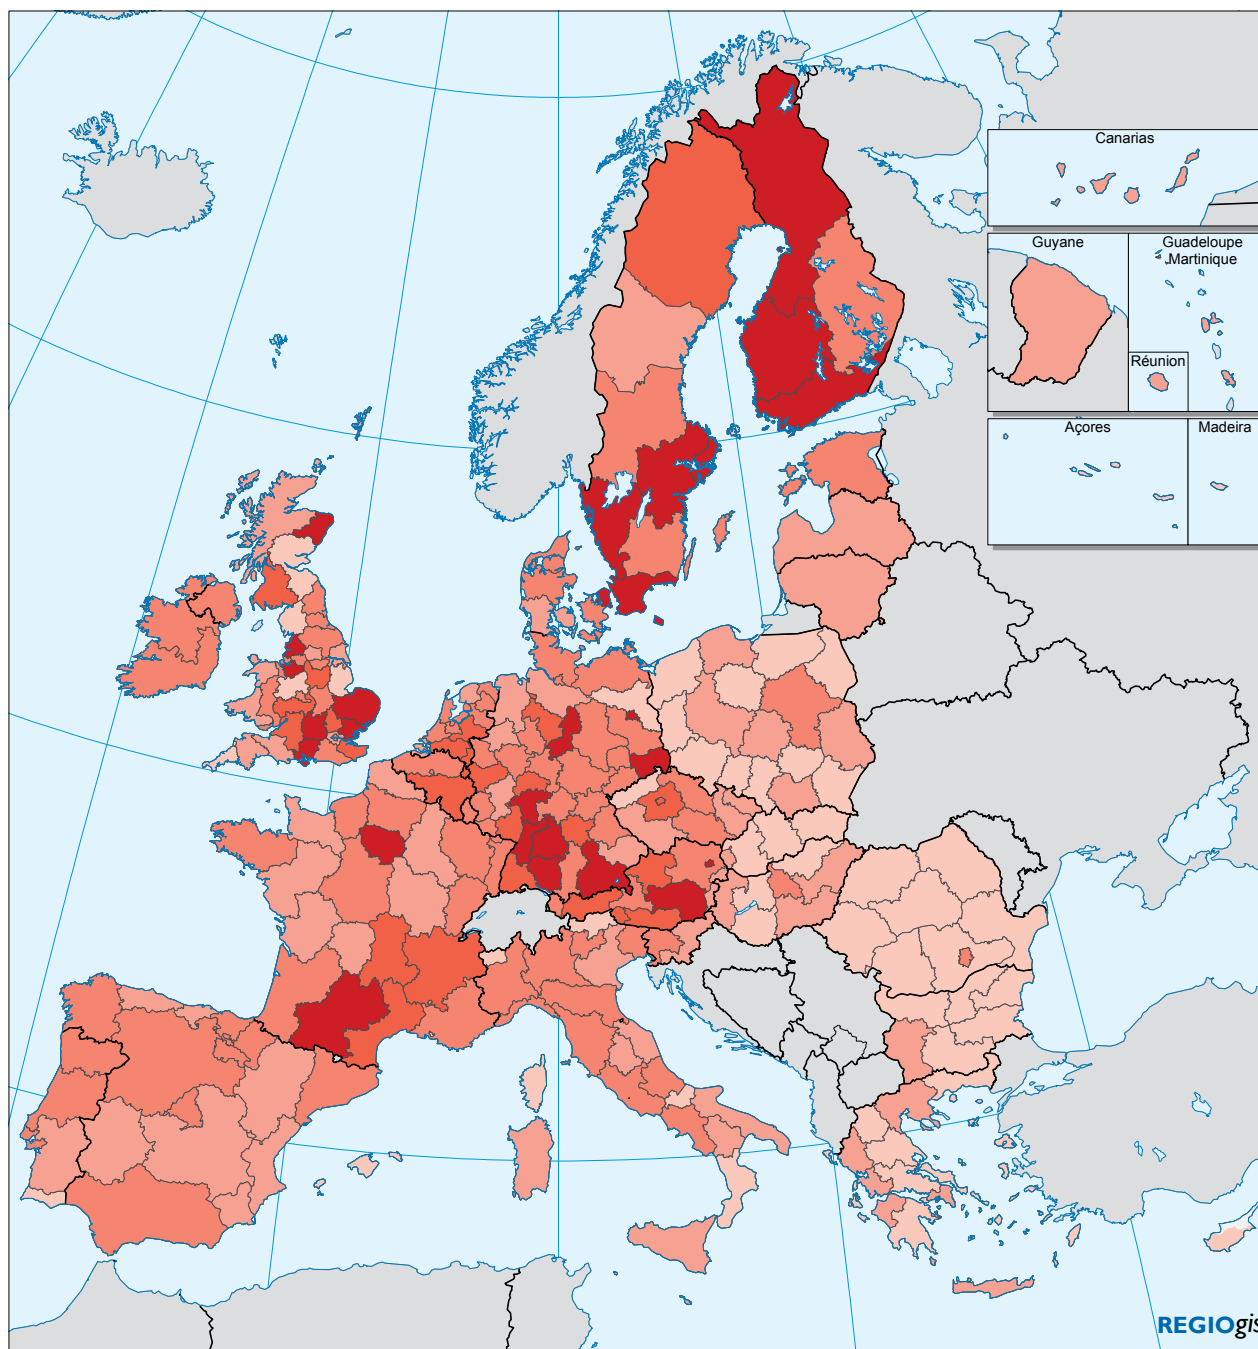 Canarias
Guyane
Guadeloupe
Martinique
Réunion
Açores
Madeira
REGIOgis